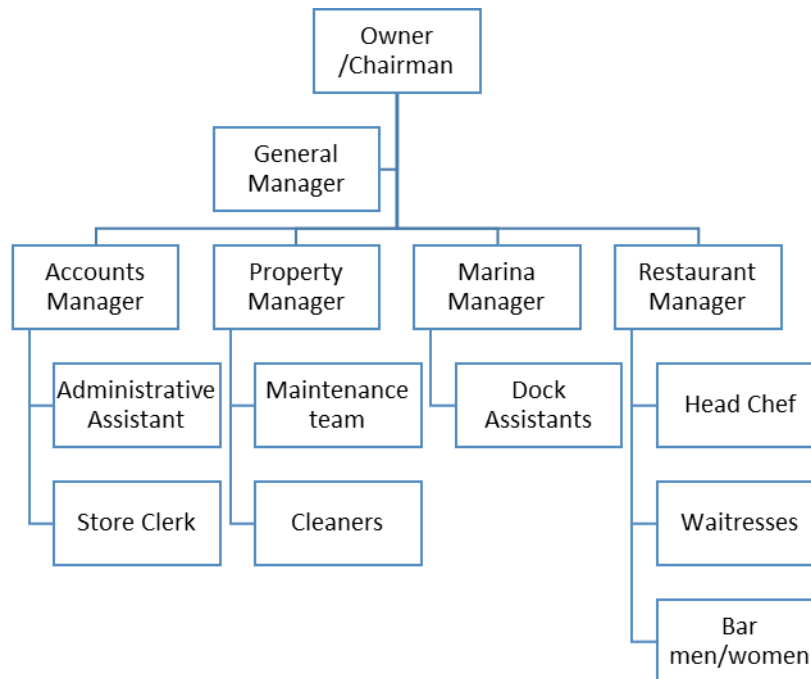 Owner
/Chairman
General
Manager
Accounts
Manager
Property
Manager
Marina
Manager
Restaurant
Manager
Administrative
Assistant
Maintenance
team
Dock
Assistants
Head Chef
Store Clerk
Cleaners
Waitresses
Bar
men/women